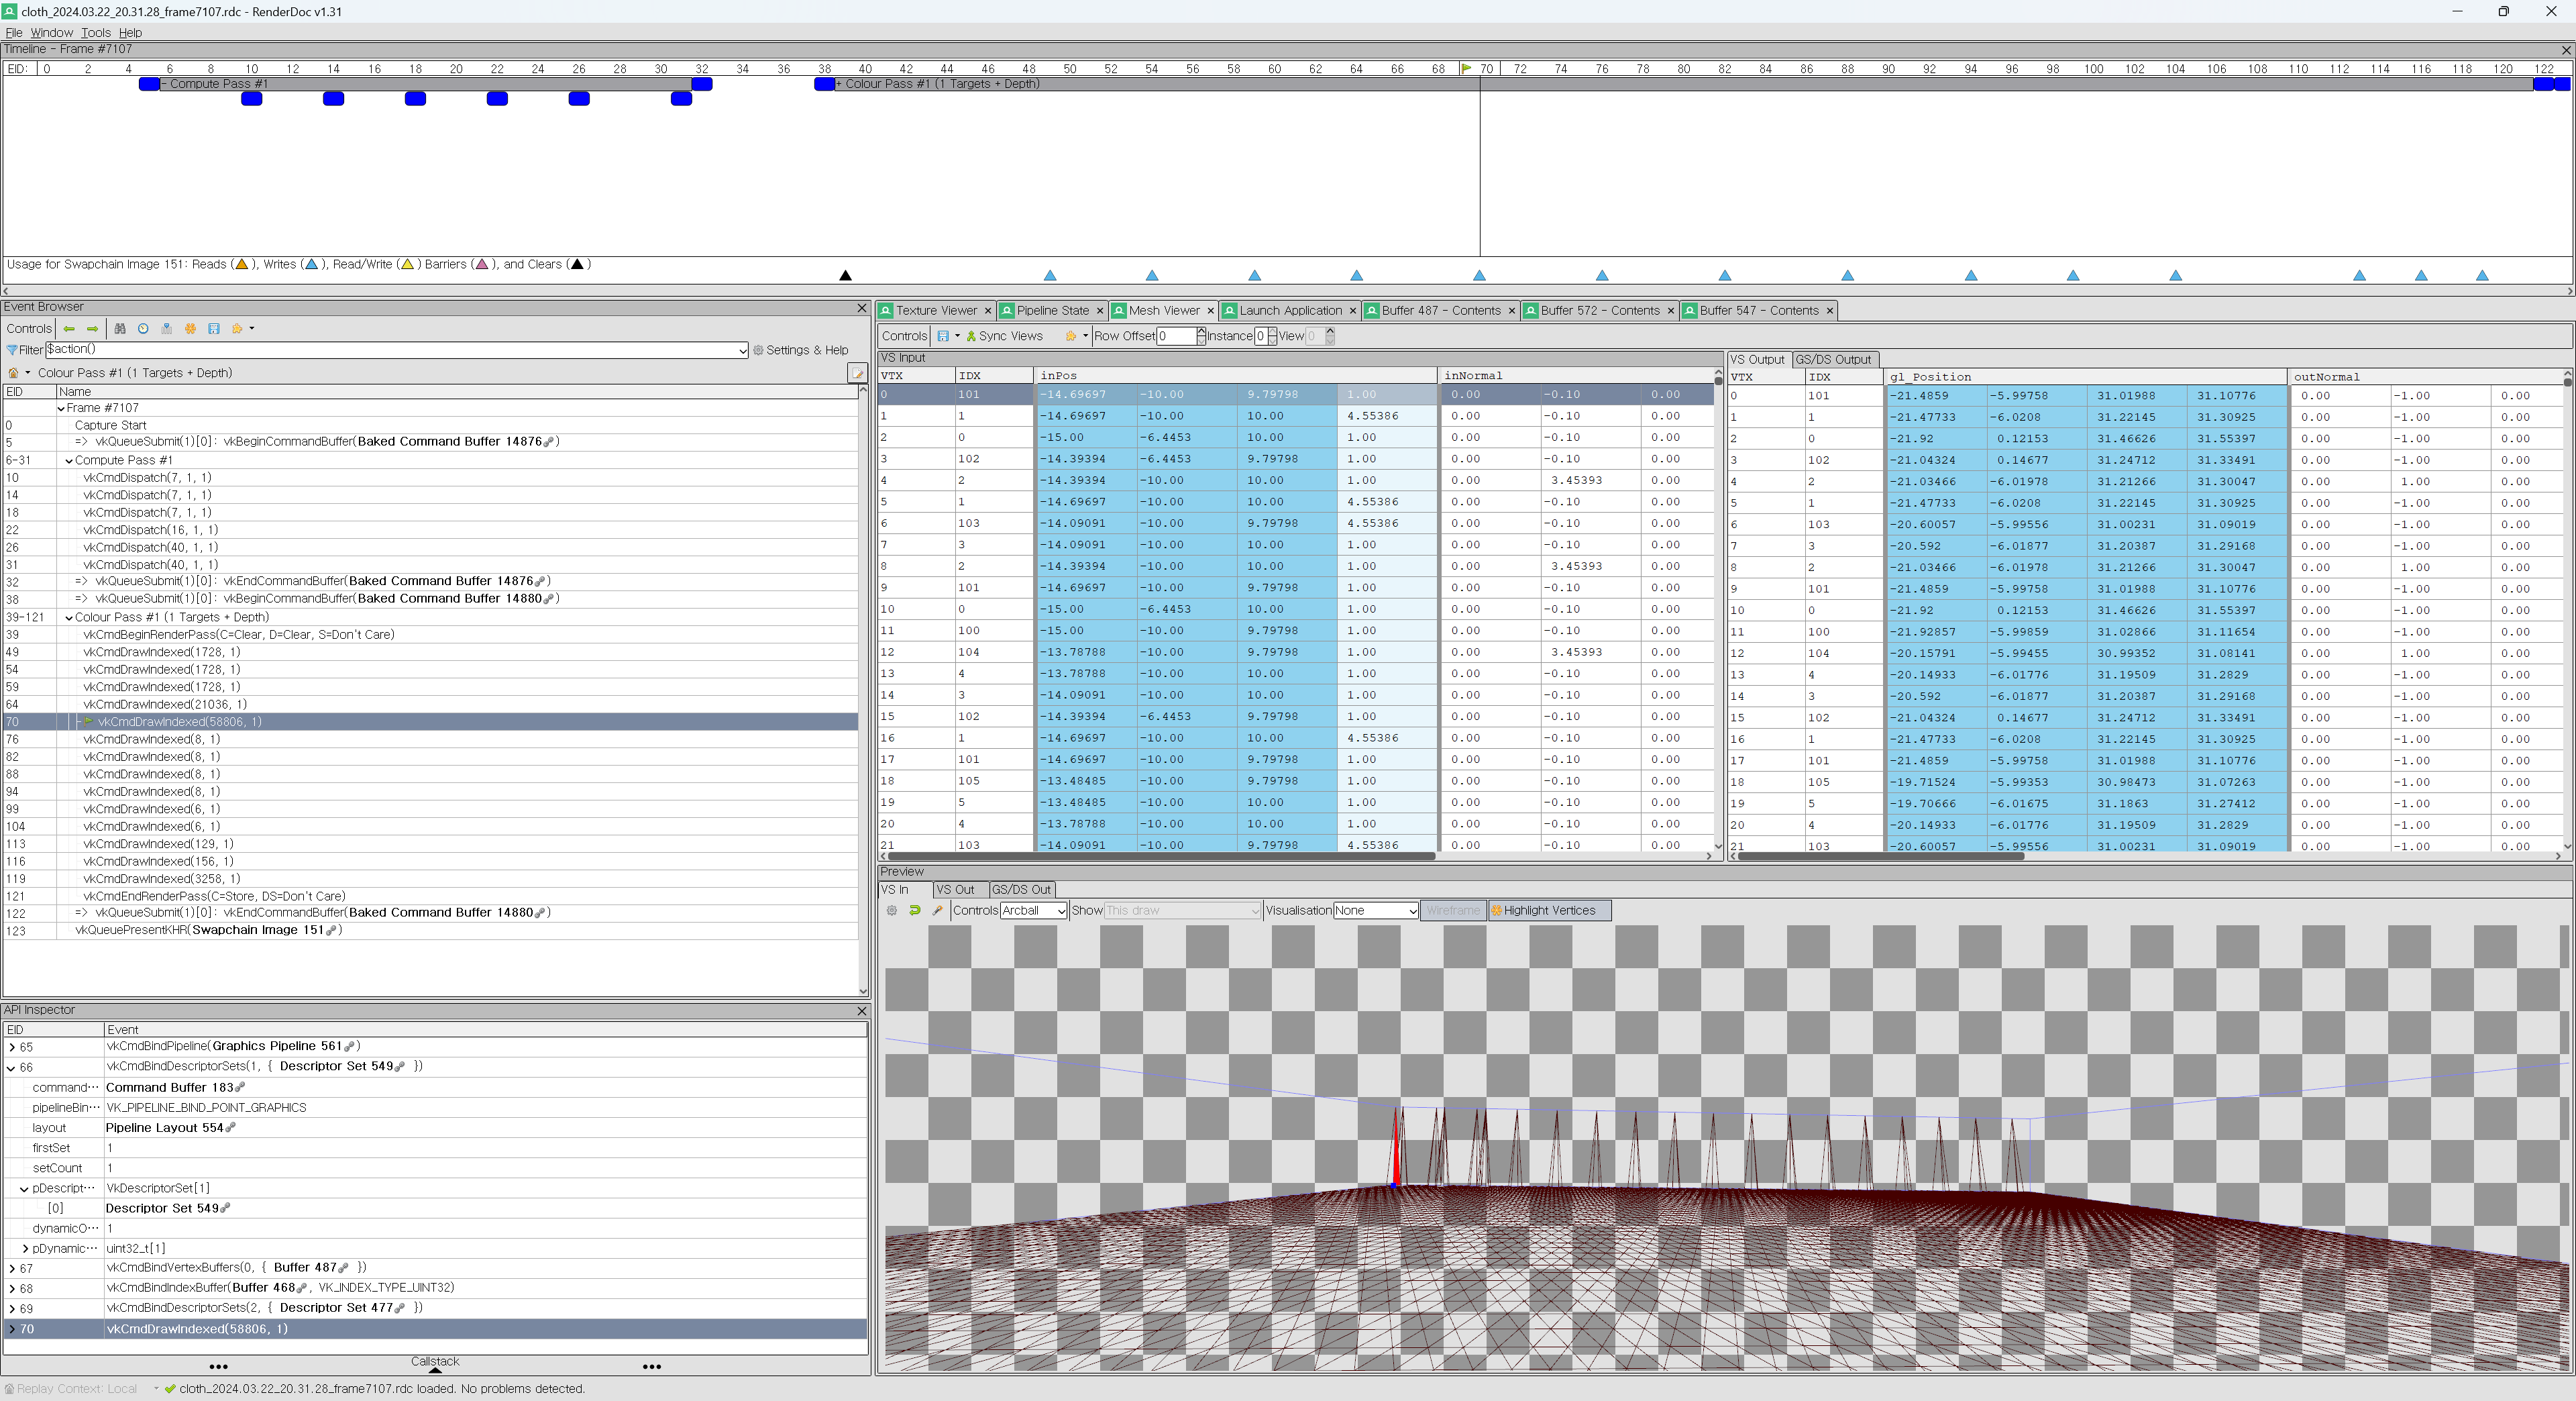 cloth_2024.03.22_20.31.28_frame7107.rdc - RenderDoc v1.31
File Window Tools Help
Timeline - Frame #7107
EID: 0 2 4 6 8 10 12 14 16 18 20 22 24 26 28 30 32 34 36 38 40 42 44 46 48 50 52 54 56 58 60 62 64 66 68 70 72 74 76 78 80 82 84 86 88 90 92 94 96 98 100 102 104 106 108 110 112 114 116 118 120 122
- Compute Pass #1 + Colour Pass #1 (1 Targets + Depth)
Usage for Swapchain Image 151: Reads ( ), Writes ( ), Read/Write ( ) Barriers ( ), and Clears ( )
Event Browser
Controls
Filter $action() Settings & Help
Colour Pass #1 (1 Targets + Depth)
EID Name
Frame #7107
0 Capture Start
5 => vkQueueSubmit(1)[0]: vkBeginCommandBuffer(Baked Command Buffer 14876)
6-31 Compute Pass #1
10 vkCmdDispatch(7, 1, 1)
14 vkCmdDispatch(7, 1, 1)
18 vkCmdDispatch(7, 1, 1)
22 vkCmdDispatch(16, 1, 1)
26 vkCmdDispatch(40, 1, 1)
31 vkCmdDispatch(40, 1, 1)
32 => vkQueueSubmit(1)[0]: vkEndCommandBuffer(Baked Command Buffer 14876)
38 => vkQueueSubmit(1)[0]: vkBeginCommandBuffer(Baked Command Buffer 14880)
39-121 Colour Pass #1 (1 Targets + Depth)
39 vkCmdBeginRenderPass(C=Clear, D=Clear, S=Don't Care)
49 vkCmdDrawIndexed(1728, 1)
54 vkCmdDrawIndexed(1728, 1)
59 vkCmdDrawIndexed(1728, 1)
64 vkCmdDrawIndexed(21036, 1)
70 vkCmdDrawIndexed(58806, 1)
76 vkCmdDrawIndexed(8, 1)
82 vkCmdDrawIndexed(8, 1)
88 vkCmdDrawIndexed(8, 1)
94 vkCmdDrawIndexed(8, 1)
99 vkCmdDrawIndexed(6, 1)
104 vkCmdDrawIndexed(6, 1)
113 vkCmdDrawIndexed(129, 1)
116 vkCmdDrawIndexed(156, 1)
119 vkCmdDrawIndexed(3258, 1)
121 vkCmdEndRenderPass(C=Store, DS=Don't Care)
122 => vkQueueSubmit(1)[0]: vkEndCommandBuffer(Baked Command Buffer 14880)
123 vkQueuePresentKHR(Swapchain Image 151)
API Inspector
EID Event
65 vkCmdBindPipeline(Graphics Pipeline 561)
66 vkCmdBindDescriptorSets(1, { Descriptor Set 549 })
command··· Command Buffer 183
pipelineBin··· VK_PIPELINE_BIND_POINT_GRAPHICS
layout Pipeline Layout 554
firstSet 1
setCount 1
pDescript··· VkDescriptorSet[1]
[0] Descriptor Set 549
dynamicO··· 1
pDynamic··· uint32_t[1]
67 vkCmdBindVertexBuffers(0, { Buffer 487 })
68 vkCmdBindIndexBuffer(Buffer 468, VK_INDEX_TYPE_UINT32)
69 vkCmdBindDescriptorSets(2, { Descriptor Set 477 })
70 vkCmdDrawIndexed(58806, 1)
Callstack
Replay Context: Local cloth_2024.03.22_20.31.28_frame7107.rdc loaded. No problems detected.
Texture Viewer Pipeline State Mesh Viewer Launch Application Buffer 487 - Contents Buffer 572 - Contents Buffer 547 - Contents
Controls Sync Views Row Offset 0 Instance 0 View 0
VS Input
VTX IDX inPos inNormal
0 101 -14.69697 -10.00 9.79798 1.00 0.00 -0.10 0.00
1 1 -14.69697 -10.00 10.00 4.55386 0.00 -0.10 0.00
2 0 -15.00 -6.4453 10.00 1.00 0.00 -0.10 0.00
3 102 -14.39394 -6.4453 9.79798 1.00 0.00 -0.10 0.00
4 2 -14.39394 -10.00 10.00 1.00 0.00 3.45393 0.00
5 1 -14.69697 -10.00 10.00 4.55386 0.00 -0.10 0.00
6 103 -14.09091 -10.00 9.79798 4.55386 0.00 -0.10 0.00
7 3 -14.09091 -10.00 10.00 1.00 0.00 -0.10 0.00
8 2 -14.39394 -10.00 10.00 1.00 0.00 3.45393 0.00
9 101 -14.69697 -10.00 9.79798 1.00 0.00 -0.10 0.00
10 0 -15.00 -6.4453 10.00 1.00 0.00 -0.10 0.00
11 100 -15.00 -10.00 9.79798 1.00 0.00 -0.10 0.00
12 104 -13.78788 -10.00 9.79798 1.00 0.00 3.45393 0.00
13 4 -13.78788 -10.00 10.00 1.00 0.00 -0.10 0.00
14 3 -14.09091 -10.00 10.00 1.00 0.00 -0.10 0.00
15 102 -14.39394 -6.4453 9.79798 1.00 0.00 -0.10 0.00
16 1 -14.69697 -10.00 10.00 4.55386 0.00 -0.10 0.00
17 101 -14.69697 -10.00 9.79798 1.00 0.00 -0.10 0.00
18 105 -13.48485 -10.00 9.79798 1.00 0.00 -0.10 0.00
19 5 -13.48485 -10.00 10.00 1.00 0.00 -0.10 0.00
20 4 -13.78788 -10.00 10.00 1.00 0.00 -0.10 0.00
21 103 -14.09091 -10.00 9.79798 4.55386 0.00 -0.10 0.00
VS Output GS/DS Output
VTX IDX gl_Position outNormal
0 101 -21.4859 -5.99758 31.01988 31.10776 0.00 -1.00 0.00
1 1 -21.47733 -6.0208 31.22145 31.30925 0.00 -1.00 0.00
2 0 -21.92 0.12153 31.46626 31.55397 0.00 -1.00 0.00
3 102 -21.04324 0.14677 31.24712 31.33491 0.00 -1.00 0.00
4 2 -21.03466 -6.01978 31.21266 31.30047 0.00 1.00 0.00
5 1 -21.47733 -6.0208 31.22145 31.30925 0.00 -1.00 0.00
6 103 -20.60057 -5.99556 31.00231 31.09019 0.00 -1.00 0.00
7 3 -20.592 -6.01877 31.20387 31.29168 0.00 -1.00 0.00
8 2 -21.03466 -6.01978 31.21266 31.30047 0.00 1.00 0.00
9 101 -21.4859 -5.99758 31.01988 31.10776 0.00 -1.00 0.00
10 0 -21.92 0.12153 31.46626 31.55397 0.00 -1.00 0.00
11 100 -21.92857 -5.99859 31.02866 31.11654 0.00 -1.00 0.00
12 104 -20.15791 -5.99455 30.99352 31.08141 0.00 1.00 0.00
13 4 -20.14933 -6.01776 31.19509 31.2829 0.00 -1.00 0.00
14 3 -20.592 -6.01877 31.20387 31.29168 0.00 -1.00 0.00
15 102 -21.04324 0.14677 31.24712 31.33491 0.00 -1.00 0.00
16 1 -21.47733 -6.0208 31.22145 31.30925 0.00 -1.00 0.00
17 101 -21.4859 -5.99758 31.01988 31.10776 0.00 -1.00 0.00
18 105 -19.71524 -5.99353 30.98473 31.07263 0.00 -1.00 0.00
19 5 -19.70666 -6.01675 31.1863 31.27412 0.00 -1.00 0.00
20 4 -20.14933 -6.01776 31.19509 31.2829 0.00 -1.00 0.00
21 103 -20.60057 -5.99556 31.00231 31.09019 0.00 -1.00 0.00
Preview
VS In VS Out GS/DS Out
Controls Arcball Show This draw Visualisation None Wireframe Highlight Vertices